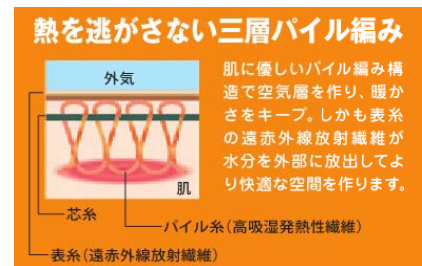 熱を逃がさない三層パイル編み
外気
肌
芯糸
パイル糸(高吸湿発熱性繊維)
表糸(遠赤外線放射繊維)
肌に優しいパイル編み構
造で空気層を作り、暖か
さをキープ。しかも表糸
の遠赤外線放射繊維が
水分を外部に放出してよ
り快適な空間を作ります。